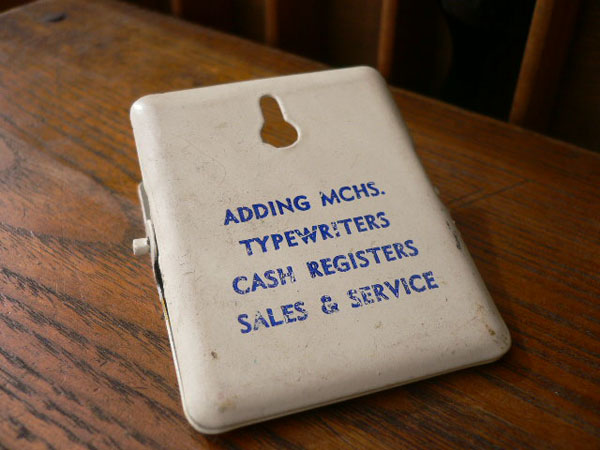 ADDING MCHS.
TYPEWRITERS
CASH REGISTERS
SALES & SERVICE